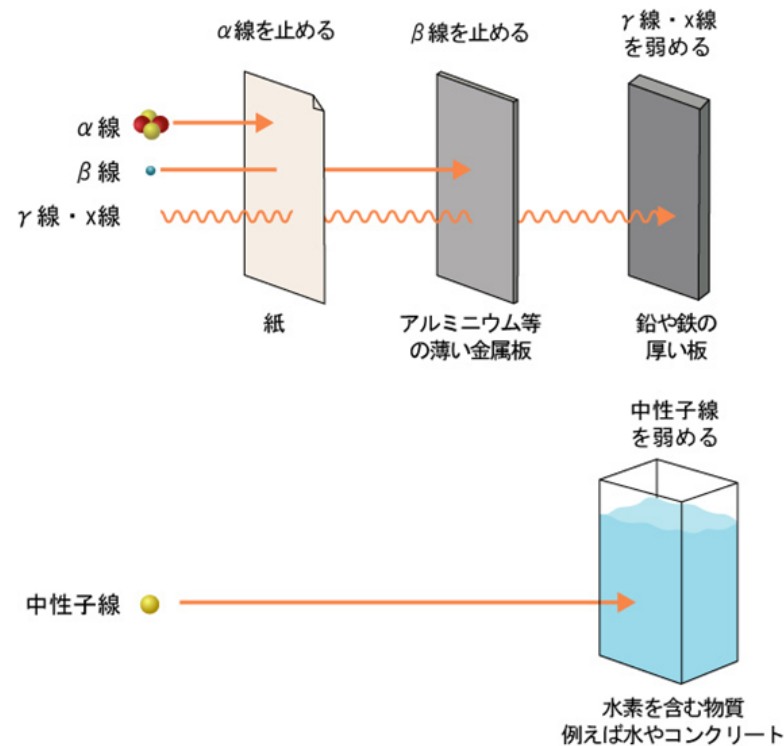 α線を止める
β線を止める
γ線・x線
を弱める
α線
β線
γ線・x線
紙
アルミニウム等
の薄い金属板
鉛や鉄の
厚い板
中性子線
を弱める
中性子線
水素を含む物質
例えば水やコンクリート